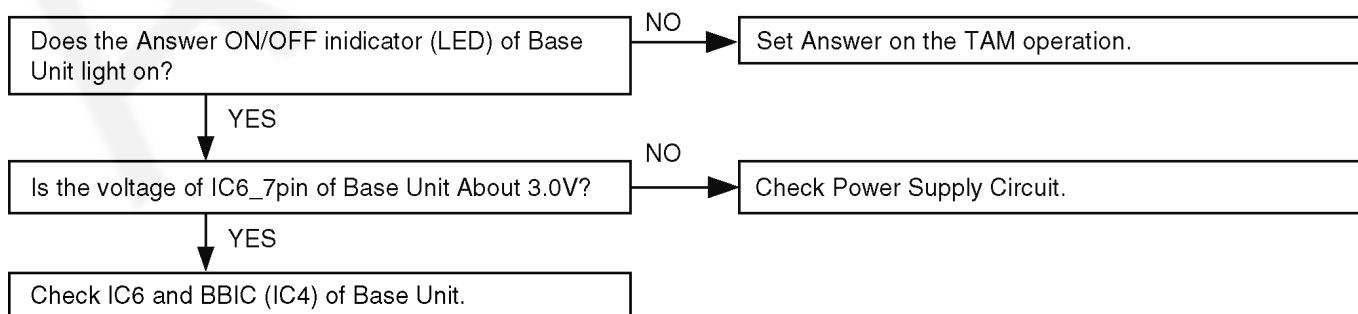 Does the Answer ON/OFF inidicator (LED) of Base
Unit light on?
NO
Set Answer on the TAM operation.
YES
Is the voltage of IC6_7pin of Base Unit About 3.0V?
NO
Check Power Supply Circuit.
YES
Check IC6 and BBIC (IC4) of Base Unit.